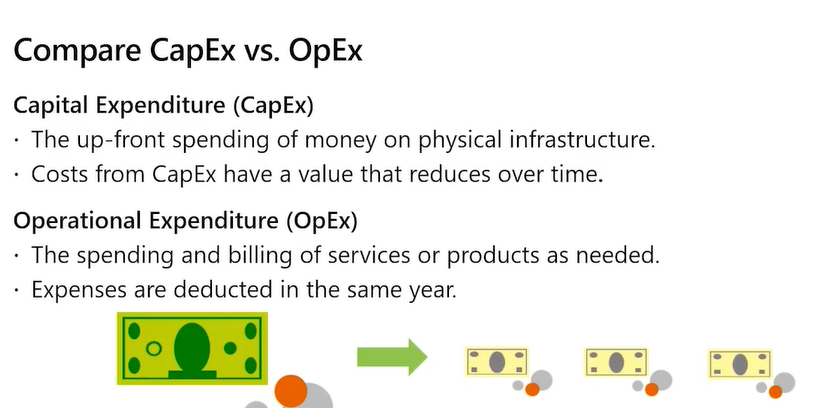 Compare CapEx vs. OpEx
Capital Expenditure (CapEx)
· The up-front spending of money on physical infrastructure.
· Costs from CapEx have a value that reduces over time.
Operational Expenditure (OpEx)
· The spending and billing of services or products as needed.
· Expenses are deducted in the same year.